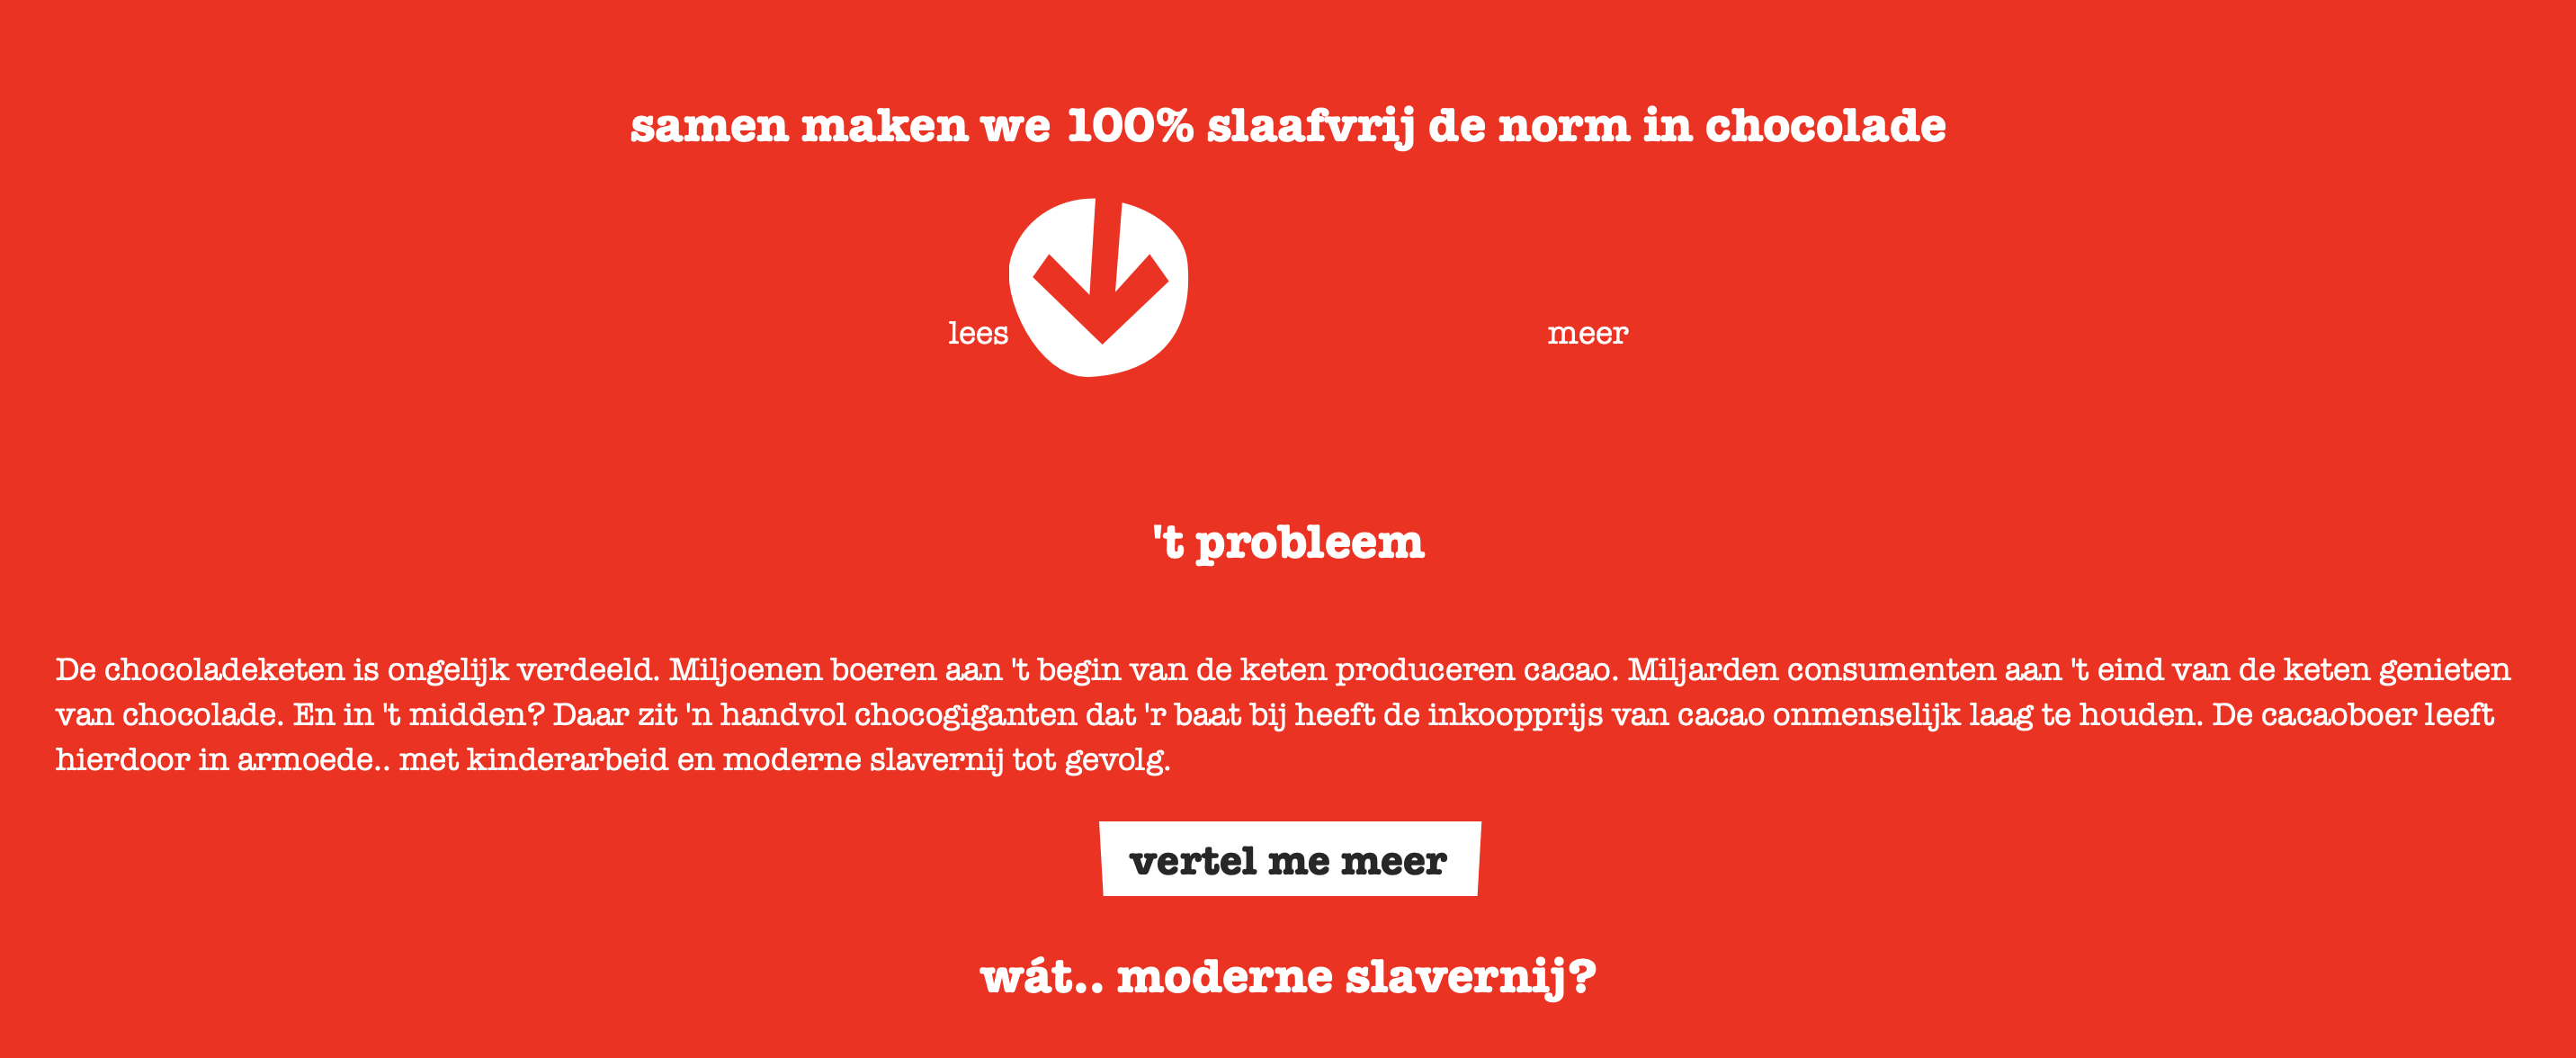 samen maken we 100% slaafvrij de norm in chocolade
lees meer
't probleem
De chocoladeketen is ongelijk verdeeld. Miljoenen boeren aan 't begin van de keten produceren cacao. Miljarden consumenten aan 't eind van de keten genieten
van chocolade. En in 't midden? Daar zit 'n handvol chocogiganten dat 'r baat bij heeft de inkoopprijs van cacao onmenselijk laag te houden. De cacaoboer leeft
hierdoor in armoede.. met kinderarbeid en moderne slavernij tot gevolg.
vertel me meer
wát.. moderne slavernij?